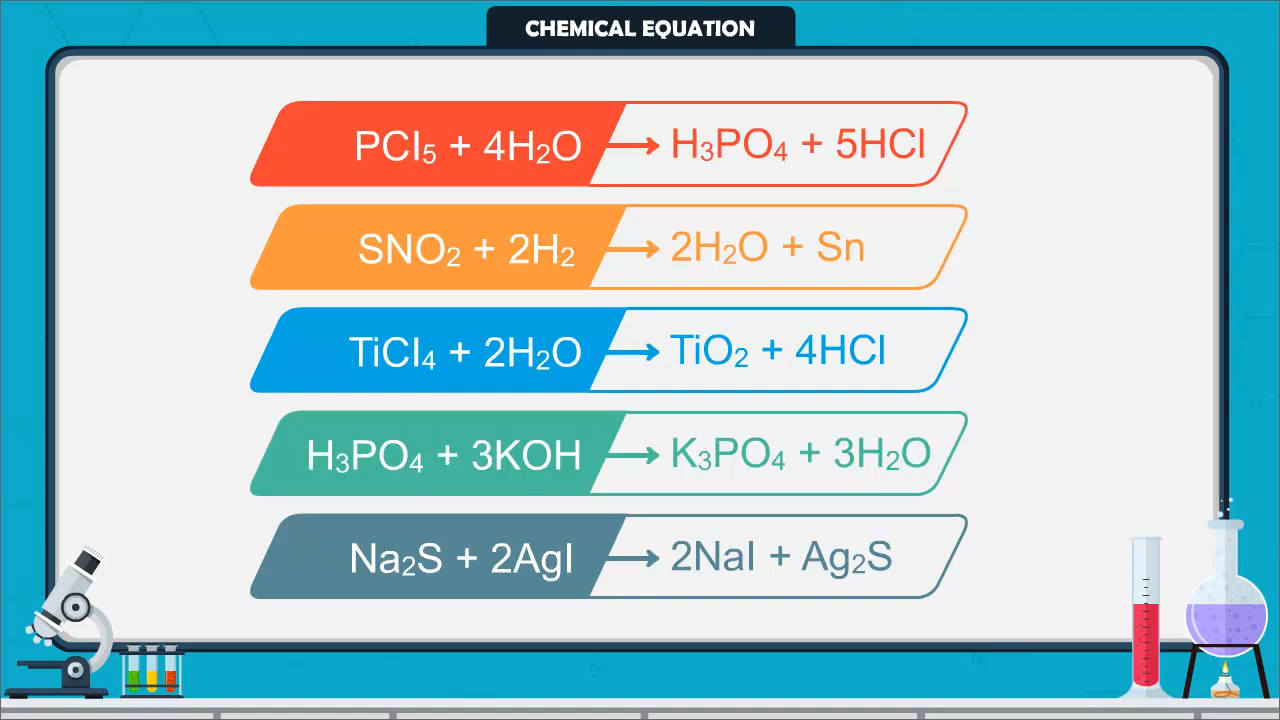 CHEMICAL EQUATION
PCl₅ + 4H₂O → H₃PO₄ + 5HCl
SNO₂ + 2H₂ → 2H₂O + Sn
TiCl₄ + 2H₂O → TiO₂ + 4HCl
H₃PO₄ + 3KOH → K₃PO₄ + 3H₂O
Na₂S + 2AgI → 2NaI + Ag₂S